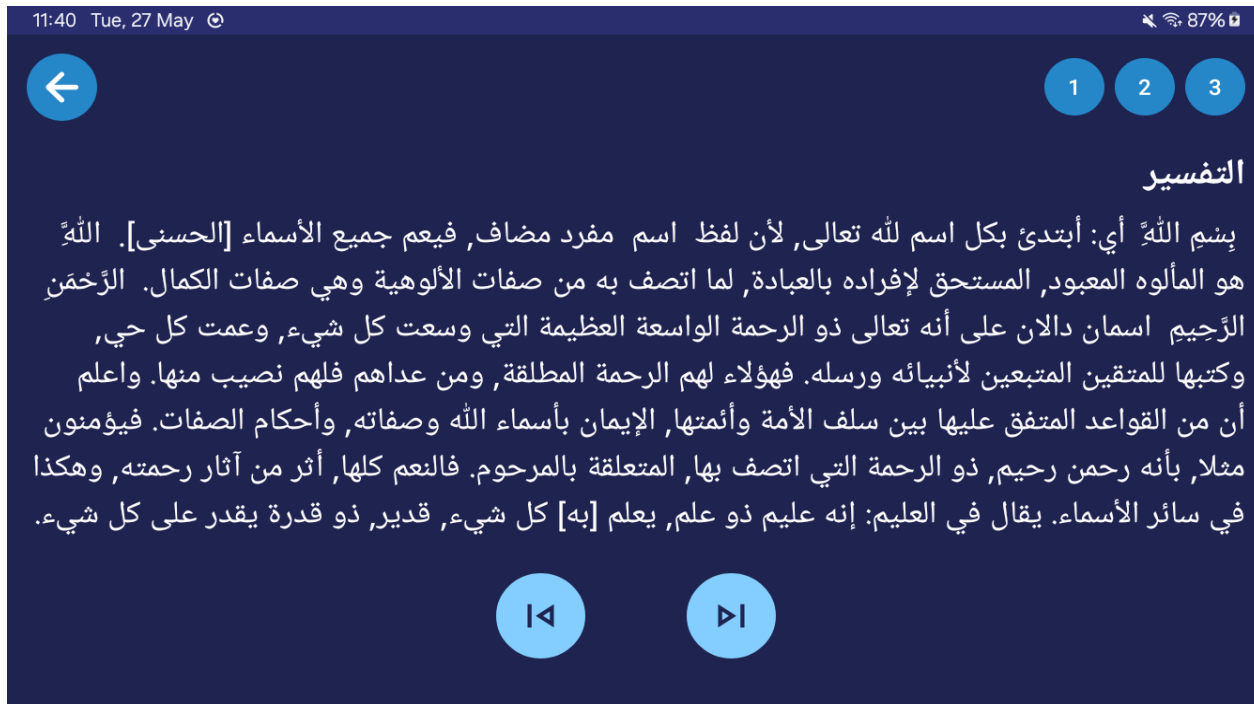 11:40 Tue, 27 May 87%
1 2 3
التفسير
بِسْمِ اللَّهِ أي: أبتدئ بكل اسم لله تعالى, لأن لفظ اسم مفرد مضاف, فيعم جميع الأسماء [الحسنى]. اللَّهِ
هو المألوه المعبود, المستحق لإفراده بالعبادة, لما اتصف به من صفات الألوهية وهي صفات الكمال. الرَّحْمَنِ
الرَّحِيمِ اسمان دالان على أنه تعالى ذو الرحمة الواسعة العظيمة التي وسعت كل شيء, وعمت كل حي,
وكتبها للمتقين المتبعين لأنبيائه ورسله. فهؤلاء لهم الرحمة المطلقة, ومن عداهم فلهم نصيب منها. واعلم
أن من القواعد المتفق عليها بين سلف الأمة وأئمتها, الإيمان بأسماء الله وصفاته, وأحكام الصفات. فيؤمنون
مثلا, بأنه رحمن رحيم, ذو الرحمة التي اتصف بها, المتعلقة بالمرحوم. فالنعم كلها, أثر من آثار رحمته, وهكذا
في سائر الأسماء. يقال في العليم: إنه عليم ذو علم, يعلم [به] كل شيء, قدير, ذو قدرة يقدر على كل شيء.